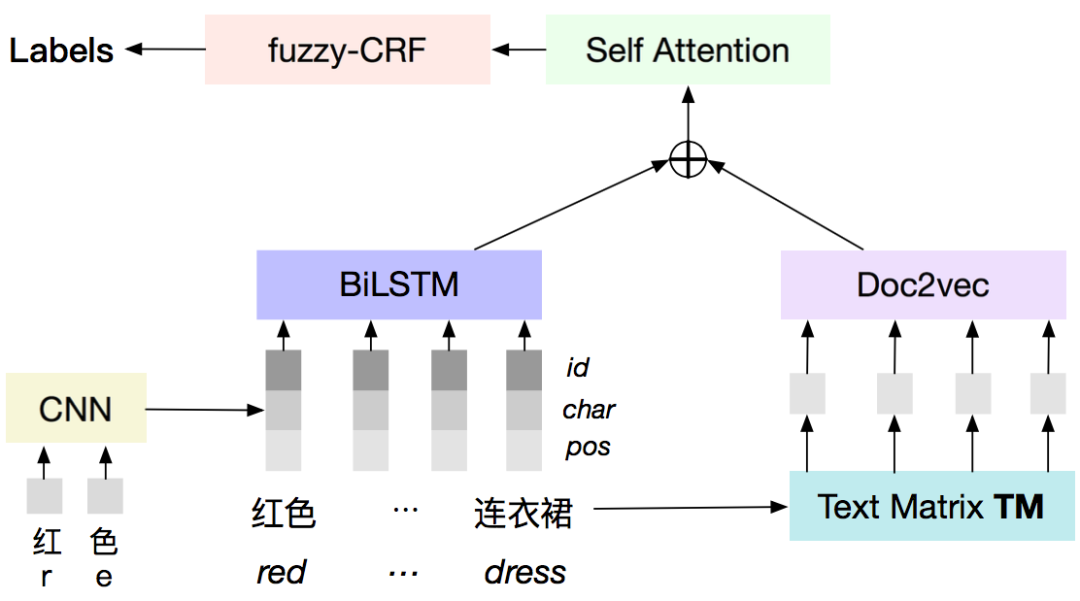 Labels
fuzzy-CRF
Self Attention
BiLSTM
Doc2vec
id
char
pos
CNN
红色 ... 连衣裙
Text Matrix TM
红 色
r e
red ... dress